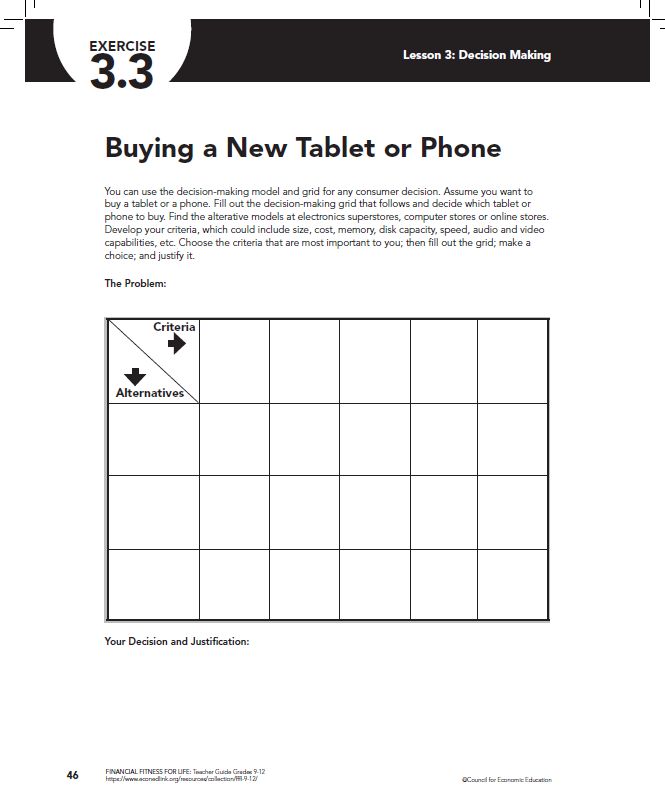 EXERCISE
3.3
Lesson 3: Decision Making
Buying a New Tablet or Phone
You can use the decision-making model and grid for any consumer decision. Assume you want to
buy a tablet or a phone. Fill out the decision-making grid that follows and decide which tablet or
phone to buy. Find the alterative models at electronics superstores, computer stores or online stores.
Develop your criteria, which could include size, cost, memory, disk capacity, speed, audio and video
capabilities, etc. Choose the criteria that are most important to you; then fill out the grid; make a
choice; and justify it.
The Problem:
Criteria
Alternatives
Your Decision and Justification:
46
FINANCIAL FITNESS FOR LIFE: Teacher Guide Grades 9-12
https://www.econedlink.org/resources/collection/fffl-9-12/
©Council for Economic Education